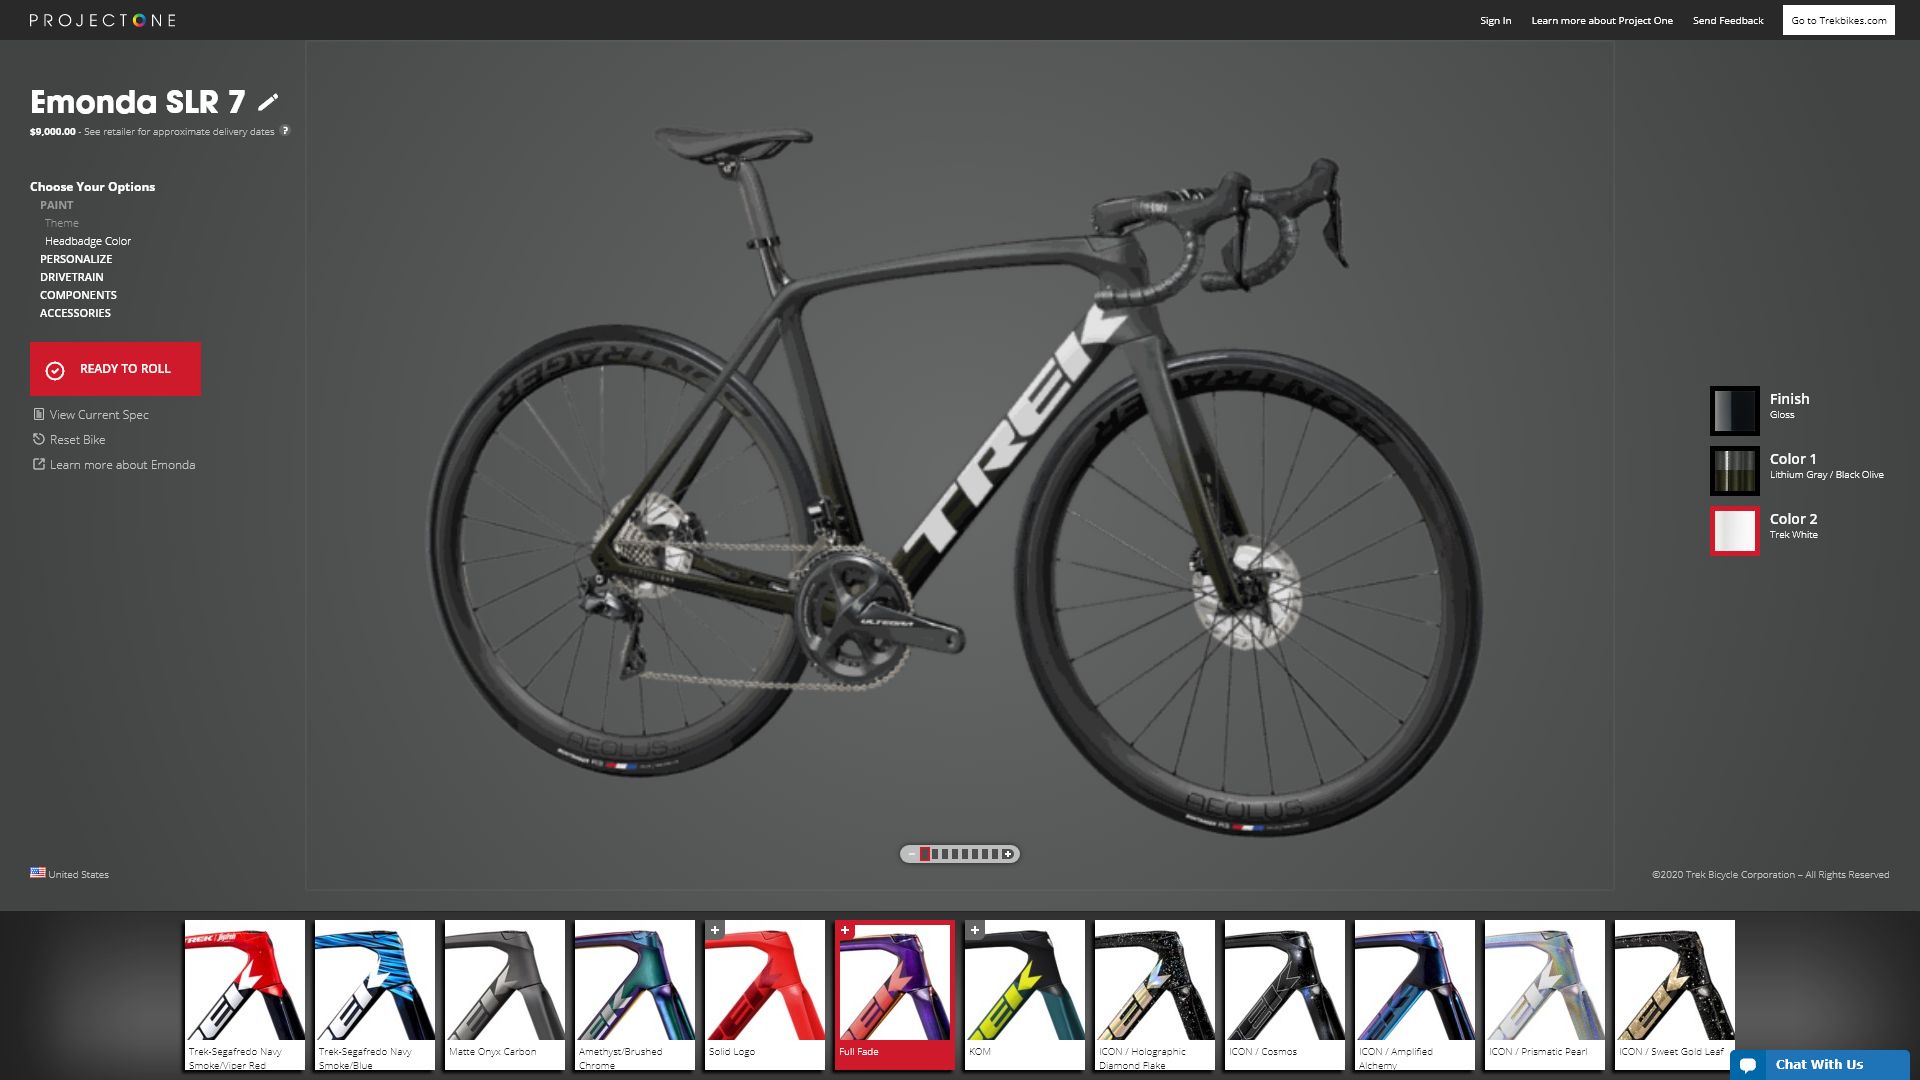 PROJECTONE
Sign In
Learn more about Project One
Send Feedback
Go to Trekbikes.com
Emonda SLR 7
$9,000.00 - See retailer for approximate delivery dates ?
Choose Your Options
PAINT
Theme
Headbadge Color
PERSONALIZE
DRIVETRAIN
COMPONENTS
ACCESSORIES
READY TO ROLL
View Current Spec
Reset Bike
Learn more about Emonda
BONTRAGER
TREK
BONTRAGER
ULTEGRA
AEOLUS
AEOLUS
Finish
Gloss
Color 1
Lithium Gray / Black Olive
Color 2
Trek White
United States
©2020 Trek Bicycle Corporation – All Rights Reserved
Trek-Segafredo Navy
Smoke/Viper Red
Trek-Segafredo Navy
Smoke/Blue
Matte Onyx Carbon
Amethyst/Brushed
Chrome
Solid Logo
Full Fade
KOM
ICON / Holographic
Diamond Flake
ICON / Cosmos
ICON / Amplified
Alchemy
ICON / Prismatic Pearl
ICON / Sweet Gold Leaf
Chat With Us